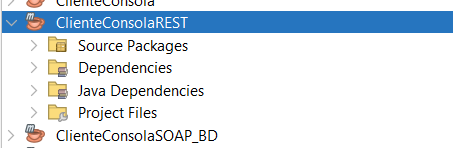 ClienteConsola
ClienteConsolaREST
Source Packages
Dependencies
Java Dependencies
Project Files
ClienteConsolaSOAP_BD